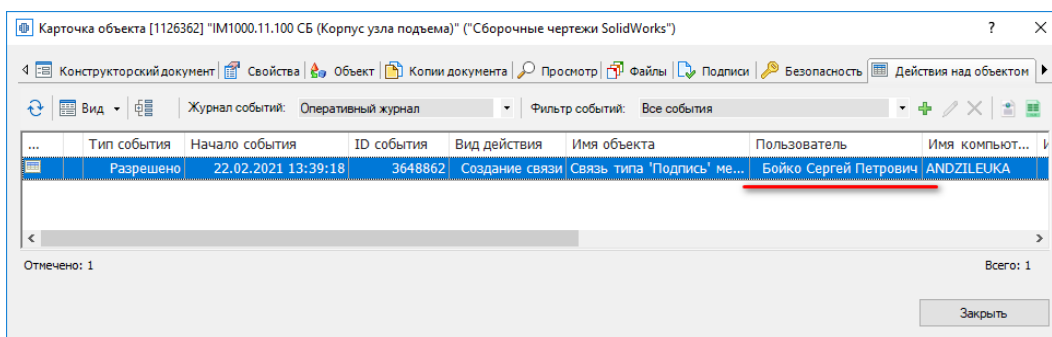 Карточка объекта [1126362] "IM1000.11.100 СБ (Корпус узла подъема)" ("Сборочные чертежи SolidWorks") ? ×
Конструкторский документ Свойства Объект Копии документа Просмотр Файлы Подписи Безопасность Действия над объектом
Вид Журнал событий: Оперативный журнал Фильтр событий: Все события
... Тип события Начало события ID события Вид действия Имя объекта Пользователь Имя компьют...
Разрешено 22.02.2021 13:39:18 3648862 Создание связи Связь типа "Подпись" ме... Бойко Сергей Петрович ANDZILEUKA
Отмечено: 1 Всего: 1
Закрыть